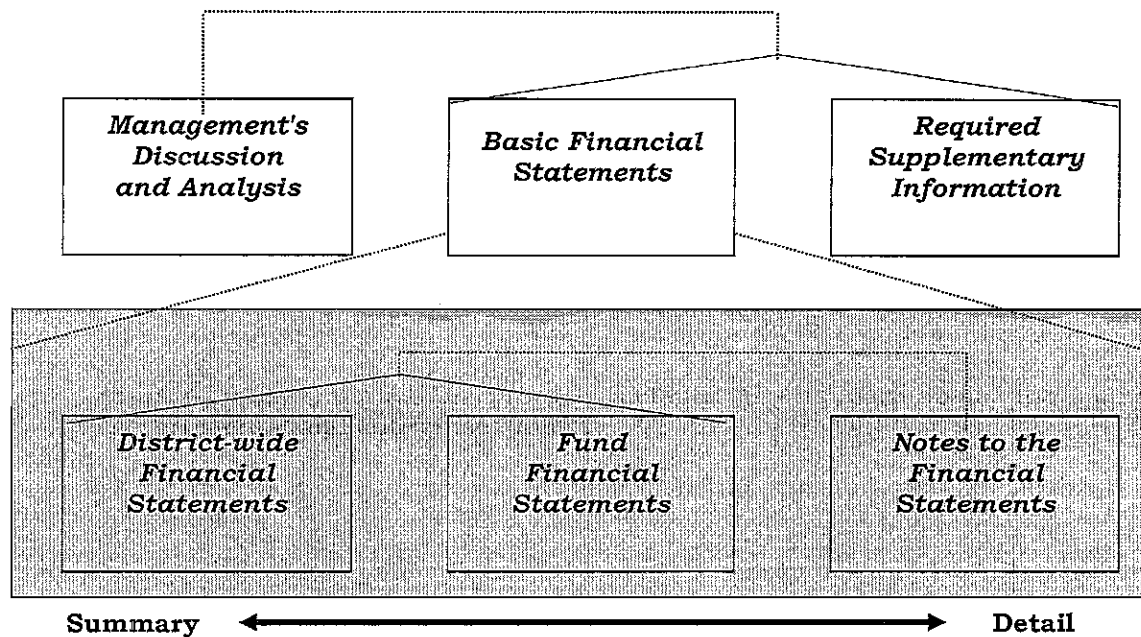 Management's
Discussion
and Analysis
Basic Financial
Statements
Required
Supplementary
Information
District-wide
Financial
Statements
Fund
Financial
Statements
Notes to the
Financial
Statements
Summary
Detail